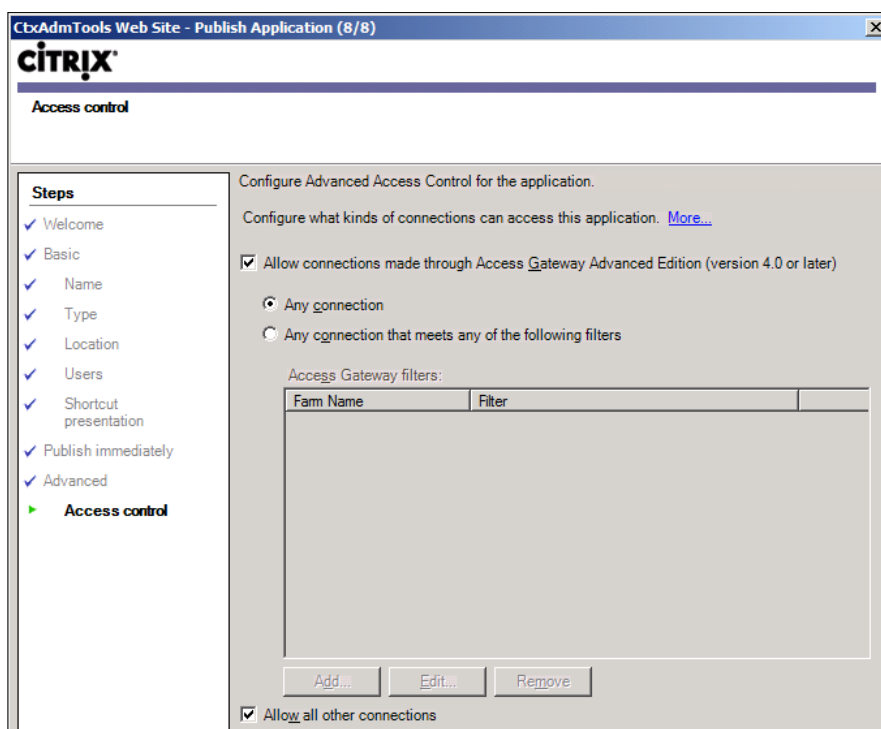 CtxAdmTools Web Site - Publish Application (8/8)
CITRIX®
Access control
Steps
Welcome
Basic
Name
Type
Location
Users
Shortcut
presentation
Publish immediately
Advanced
Access control
Configure Advanced Access Control for the application.
Configure what kinds of connections can access this application. More...
Allow connections made through Access Gateway Advanced Edition (version 4.0 or later)
Any connection
Any connection that meets any of the following filters
Access Gateway filters:
Farm Name Filter
Add... Edit... Remove
Allow all other connections